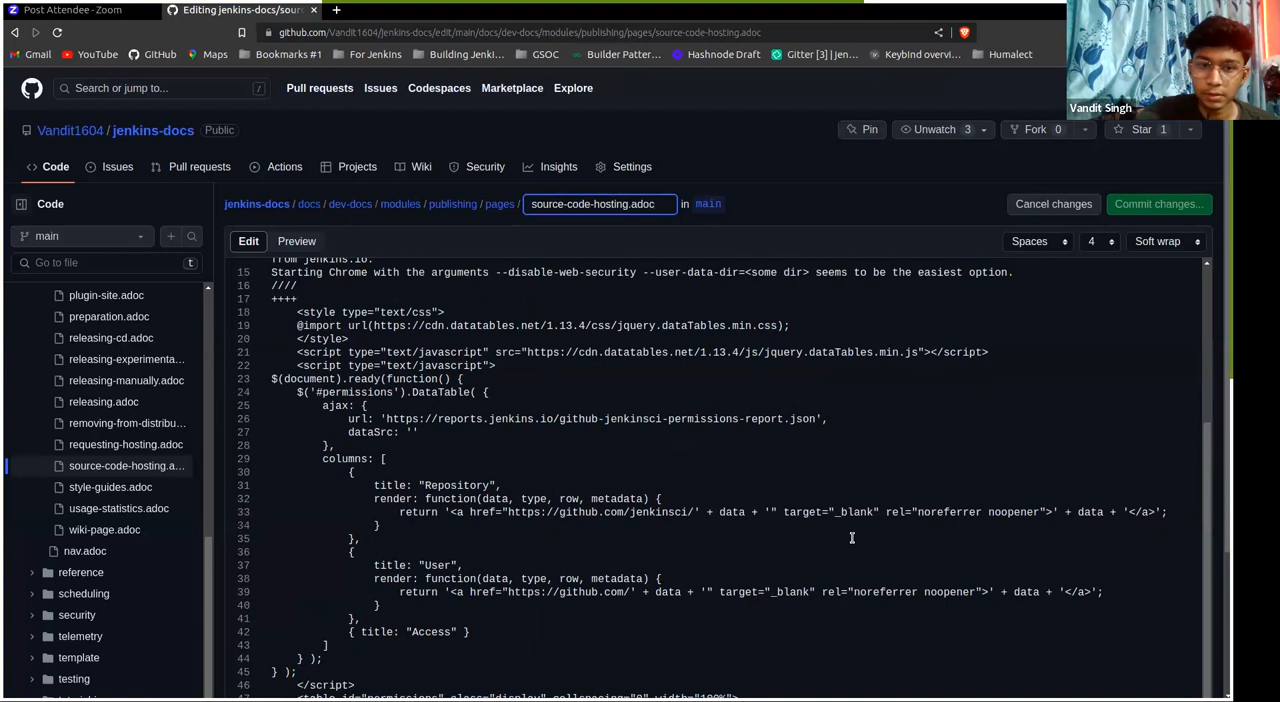 Post Attendee - Zoom
Editing jenkins-docs/sour
github.com/Vandit1604/jenkins-docs/edit/main/docs/dev-docs/modules/publishing/pages/source-code-hosting.adoc
Gmail YouTube GitHub Maps Bookmarks #1 For Jenkins Building Jenki... GSOC Builder Patter... Hashnode Draft Gitter [3] | Jen... Keybind overvi... Humalect
Vandit Singh
Search or jump to... /
Pull requests Issues Codespaces Marketplace Explore
Vandit1604 / jenkins-docs Public
Pin Unwatch 3 Fork 0 Star 1
Code Issues Pull requests Actions Projects Wiki Security Insights Settings
Code
jenkins-docs / docs / dev-docs / modules / publishing / pages / source-code-hosting.adoc in main
Cancel changes Commit changes...
main
Go to file t
Edit Preview
Spaces 4 Soft wrap
plugin-site.adoc
preparation.adoc
releasing-cd.adoc
releasing-experimenta...
releasing-manually.adoc
releasing.adoc
removing-from-distribu...
requesting-hosting.adoc
source-code-hosting.a...
style-guides.adoc
usage-statistics.adoc
wiki-page.adoc
nav.adoc
reference
scheduling
security
telemetry
template
testing
from jenkins.io.
15 Starting Chrome with the arguments --disable-web-security --user-data-dir=<some dir> seems to be the easiest option.
16 ////
17 ++++
18 <style type="text/css">
19 @import url(https://cdn.datatables.net/1.13.4/css/jquery.dataTables.min.css);
20 </style>
21 <script type="text/javascript" src="https://cdn.datatables.net/1.13.4/js/jquery.dataTables.min.js"></script>
22 <script type="text/javascript">
23 $(document).ready(function() {
24 $('#permissions').DataTable( {
25 ajax: {
26 url: 'https://reports.jenkins.io/github-jenkinsci-permissions-report.json',
27 dataSrc: ''
28 },
29 columns: [
30 {
31 title: "Repository",
32 render: function(data, type, row, metadata) {
33 return '<a href="https://github.com/jenkinsci/' + data + '" target="_blank" rel="noreferrer noopener">' + data + '</a>';
34 }
35 },
36 {
37 title: "User",
38 render: function(data, type, row, metadata) {
39 return '<a href="https://github.com/' + data + '" target="_blank" rel="noreferrer noopener">' + data + '</a>';
40 }
41 },
42 { title: "Access" }
43 ]
44 } );
45 } );
46 </script>
47 <table id="permissions" class="display" cellspacing="0" width="100%">